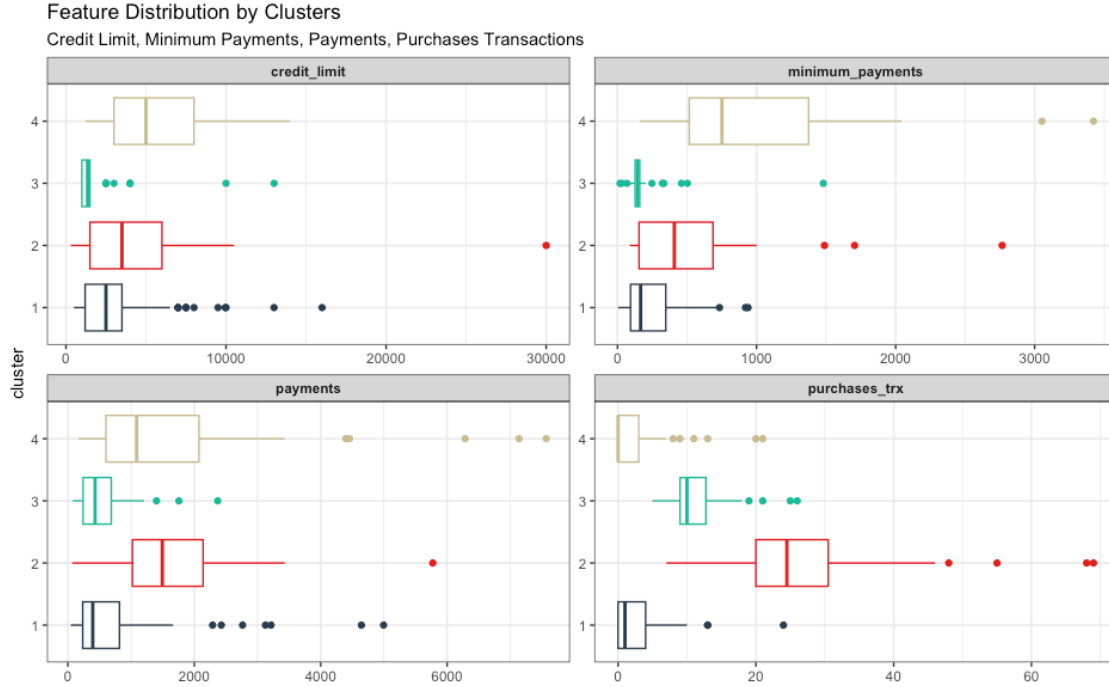 Feature Distribution by Clusters
Credit Limit, Minimum Payments, Payments, Purchases Transactions
credit_limit
minimum_payments
4
3
2
1
4
3
2
1
0 10000 20000 30000
0 1000 2000 3000
cluster
payments
purchases_trx
4
3
2
1
4
3
2
1
0 2000 4000 6000
0 20 40 60